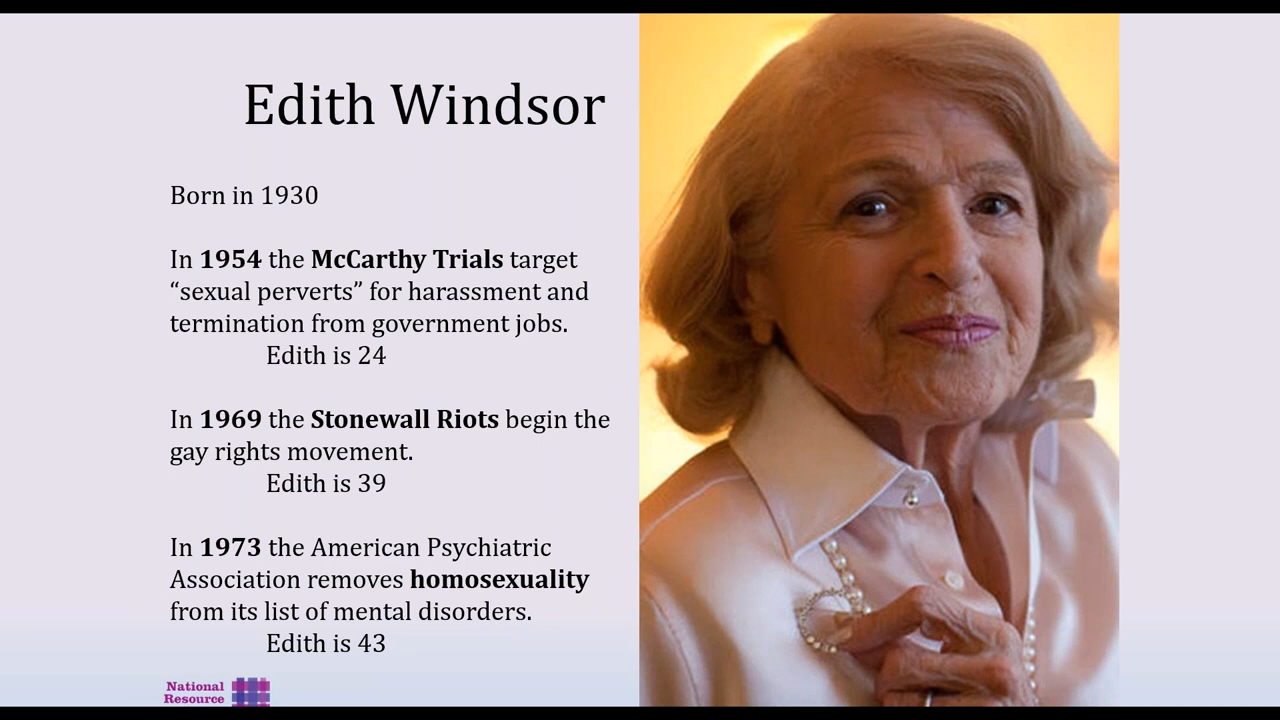 Edith Windsor
Born in 1930
In 1954 the McCarthy Trials target
“sexual perverts” for harassment and
termination from government jobs.
Edith is 24
In 1969 the Stonewall Riots begin the
gay rights movement.
Edith is 39
In 1973 the American Psychiatric
Association removes homosexuality
from its list of mental disorders.
Edith is 43
National
Resource